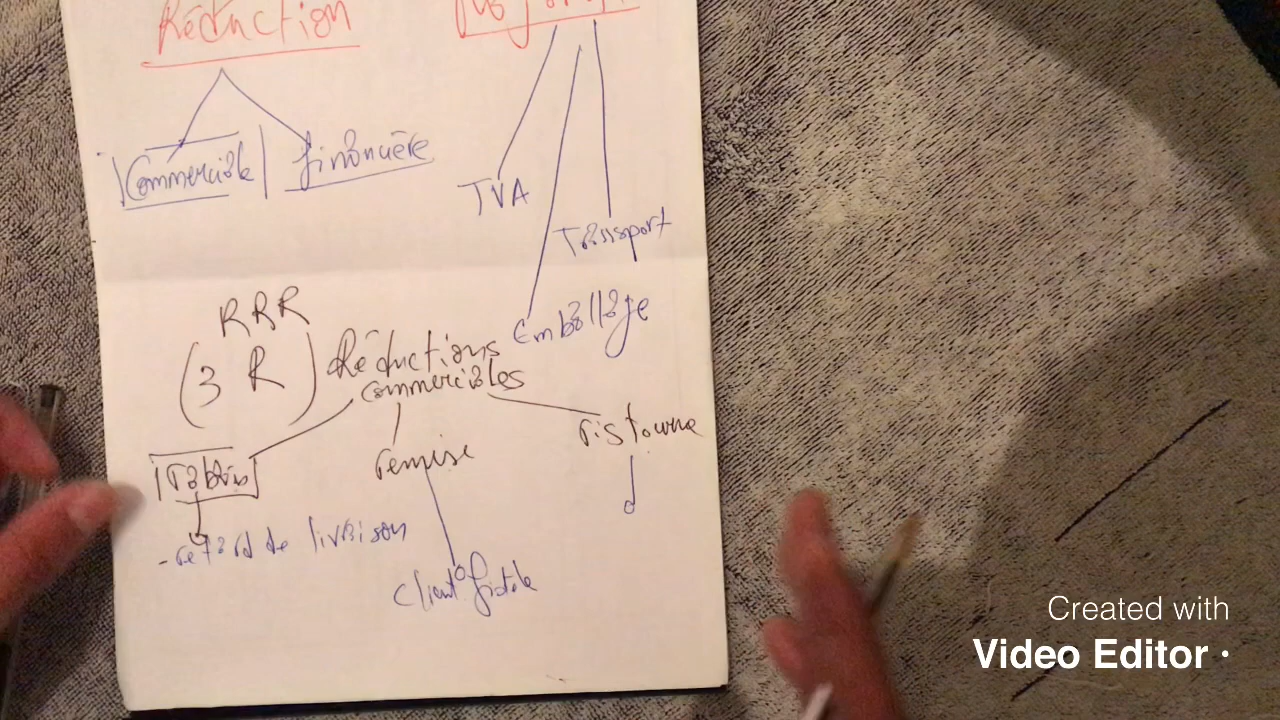 Réduction
Commerciale
financière
TVA
Transport
Emballage
RRR
(3 R)
Réductions
commerciales
rabais
remise
ristourne
- retard de livraison
client fidèle
Created with
Video Editor